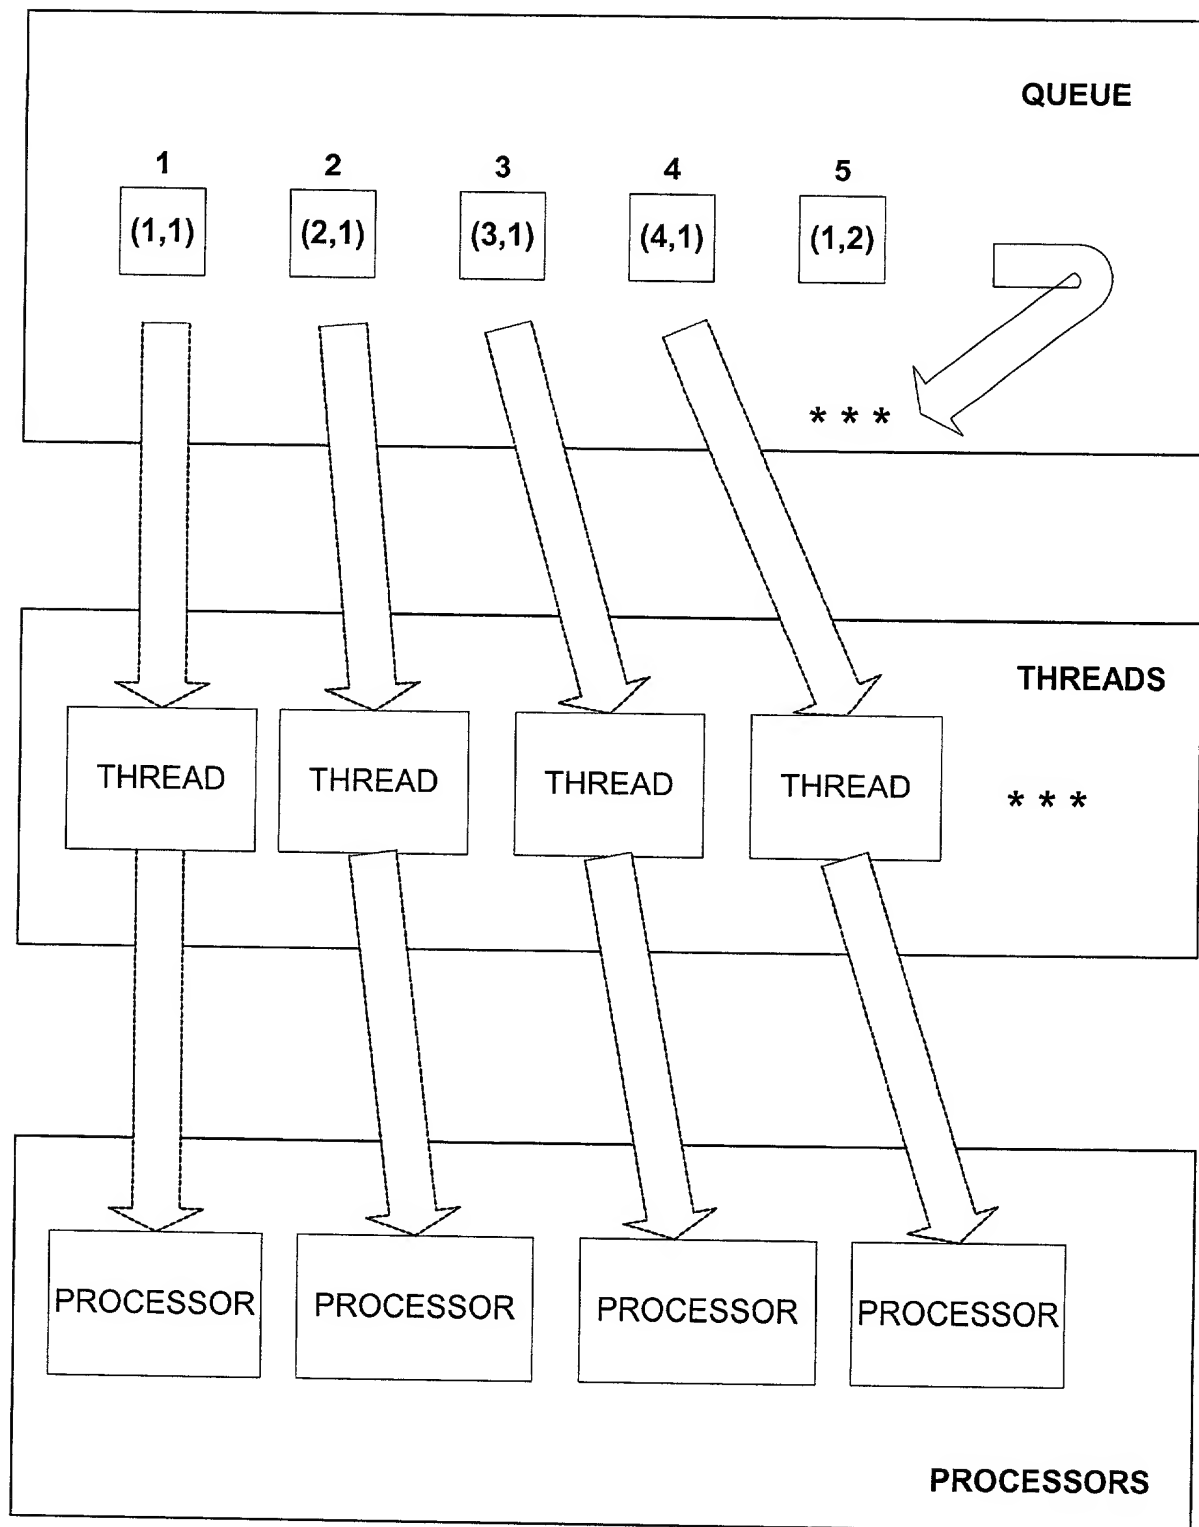 QUEUE
1 2 3 4 5
(1,1) (2,1) (3,1) (4,1) (1,2)
* * *
THREADS
THREAD THREAD THREAD THREAD
* * *
PROCESSOR PROCESSOR PROCESSOR PROCESSOR
PROCESSORS